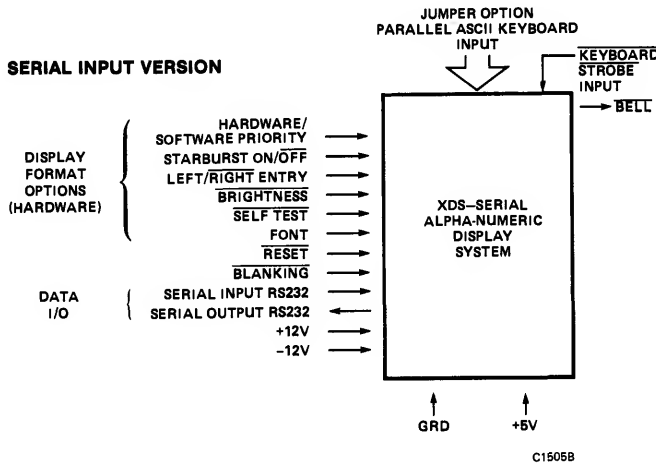 JUMPER OPTION
PARALLEL ASCII KEYBOARD
INPUT
SERIAL INPUT VERSION
KEYBOARD
STROBE
INPUT
BELL
HARDWARE/
SOFTWARE PRIORITY
STARBURST ON/OFF
LEFT/RIGHT ENTRY
BRIGHTNESS
SELF TEST
FONT
RESET
BLANKING
DISPLAY
FORMAT
OPTIONS
(HARDWARE)
DATA
I/O
SERIAL INPUT RS232
SERIAL OUTPUT RS232
+12V
−12V
XDS–SERIAL
ALPHA-NUMERIC
DISPLAY
SYSTEM
GRD
+5V
C1505B